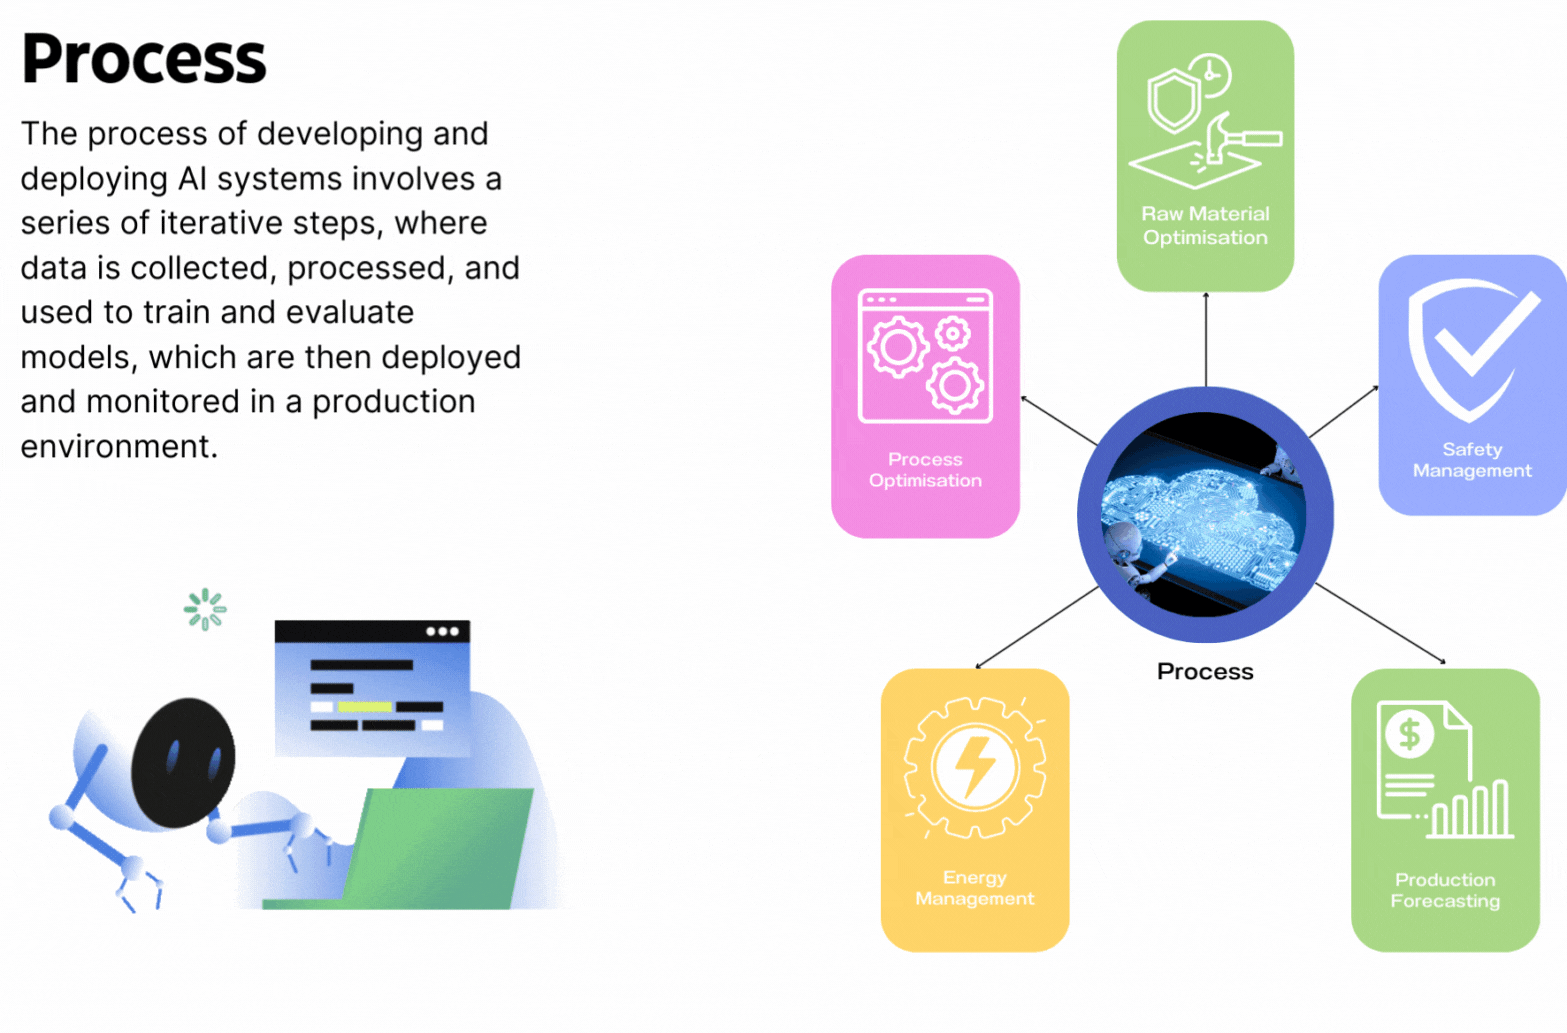 Process
The process of developing and
deploying AI systems involves a
series of iterative steps, where
data is collected, processed, and
used to train and evaluate
models, which are then deployed
and monitored in a production
environment.
Raw Material
Optimisation
Process
Optimisation
Safety
Management
Process
Energy
Management
$
Production
Forecasting